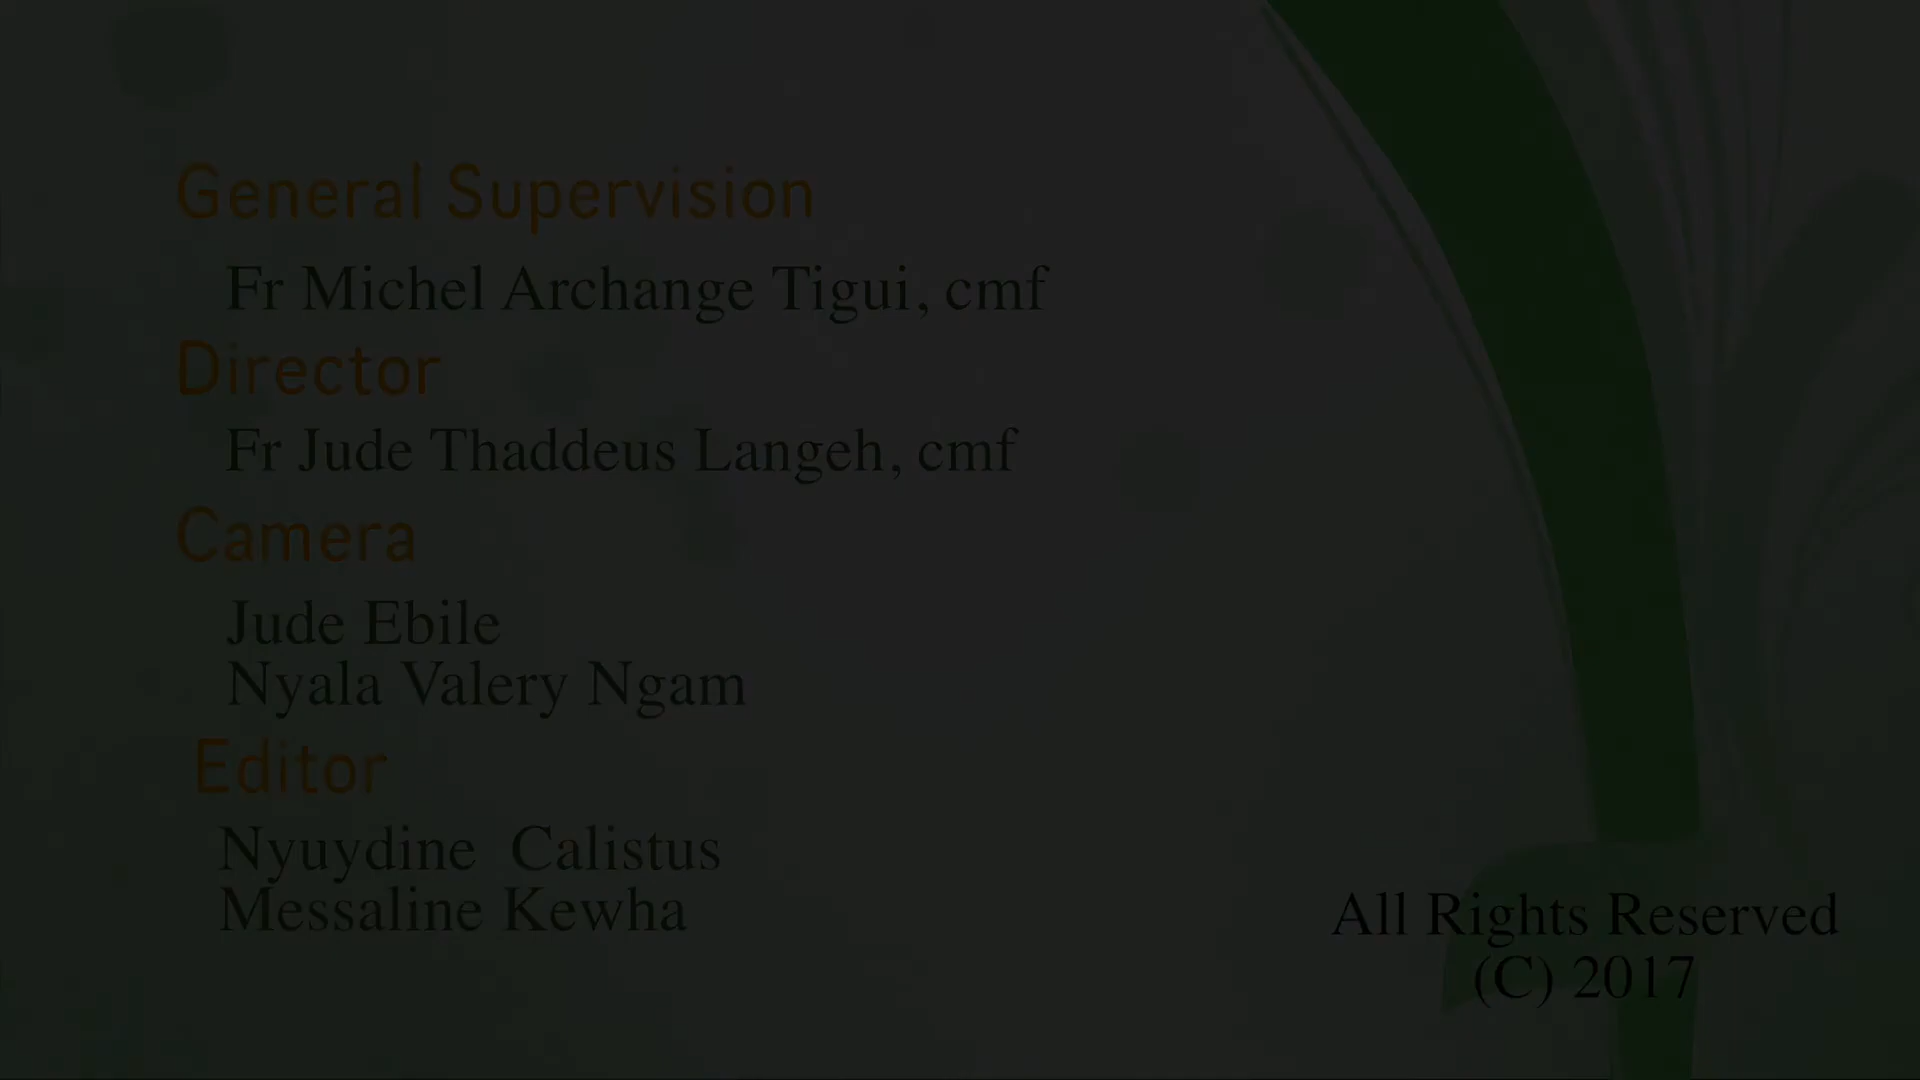 General Supervision
Fr Michel Archange Tigui, cmf
Director
Fr Jude Thaddeus Langeh, cmf
Camera
Jude Ebile
Nyala Valery Ngam
Editor
Nyuydine Calistus
Messaline Kewha
All Rights Reserved
(C) 2017